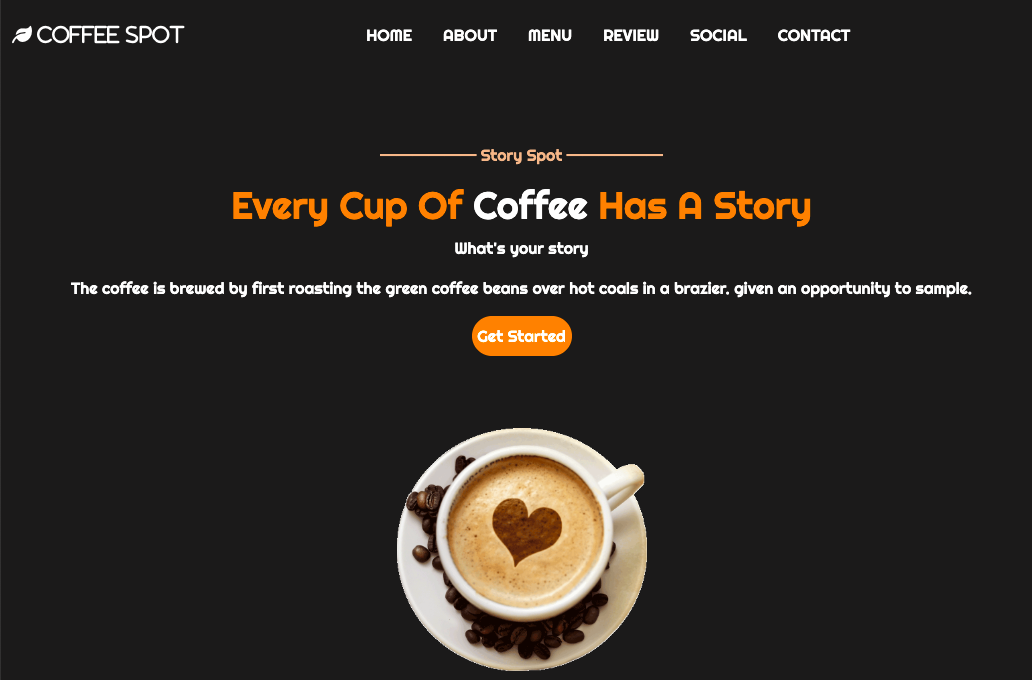 COFFEE SPOT
HOME ABOUT MENU REVIEW SOCIAL CONTACT
Story Spot
Every Cup Of Coffee Has A Story
What's your story
The coffee is brewed by first roasting the green coffee beans over hot coals in a brazier. given an opportunity to sample.
Get Started